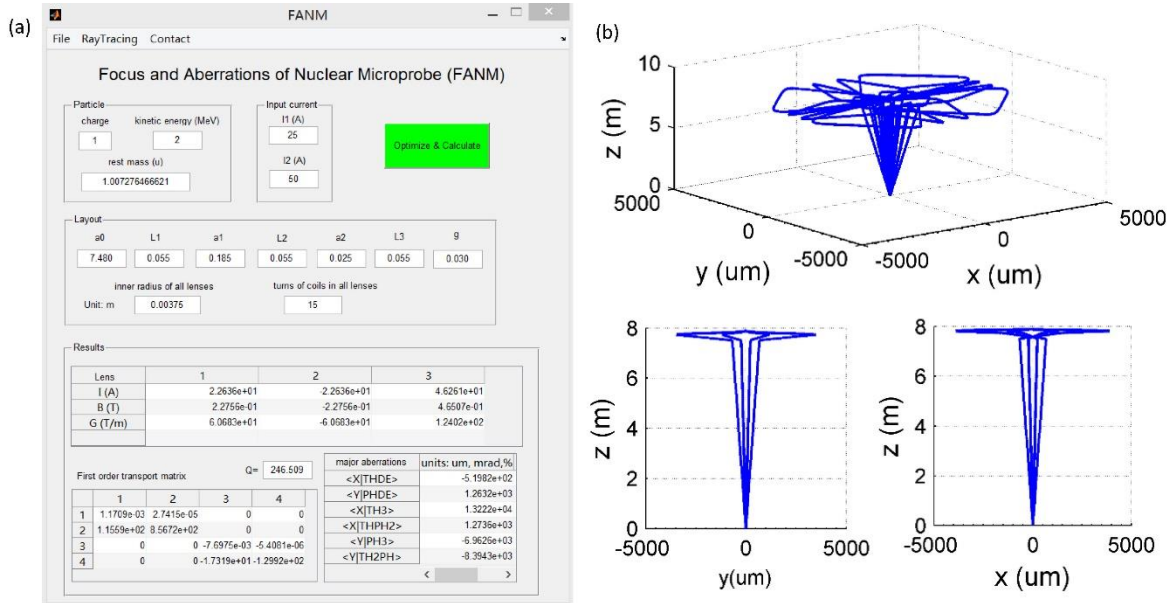 (a)
FANM
File RayTracing Contact
Focus and Aberrations of Nuclear Microprobe (FANM)
Particle
charge kinetic energy (MeV)
1 2
rest mass (u)
1.007276466621
Input current
I1 (A)
25
I2 (A)
50
Optimize & Calculate
Layout
a0 L1 a1 L2 a2 L3 g
7.480 0.055 0.185 0.055 0.025 0.055 0.030
inner radius of all lenses turns of coils in all lenses
Unit: m 0.00375 15
Results
Lens 1 2 3
I (A) 2.2636e+01 -2.2636e+01 4.6261e+01
B (T) 2.2756e-01 -2.2756e-01 4.6507e-01
G (T/m) 6.0683e+01 -6.0683e+01 1.2402e+02
First order transport matrix Q= 246.509
1 2 3 4
1 1.1709e-03 2.7415e-05 0 0
2 1.1559e+02 8.5672e+02 0 0
3 0 0 -7.6975e-03 -5.4081e-06
4 0 0 -1.7319e+01 -1.2992e+02
major aberrations units: um, mrad,%
<X|THDE> -5.1982e+02
<Y|PHDE> 1.2632e+03
<X|TH3> 1.3222e+04
<X|THPH2> 1.2736e+03
<Y|PH3> -6.9626e+03
<Y|TH2PH> -8.3943e+03
(b)
10
5
0
z (m)
5000
0
-5000
y (um)
-5000
0
5000
x (um)
8
6
4
2
0
z (m)
-5000 0 5000
y(um)
8
6
4
2
0
z (m)
-5000 0 5000
x (um)